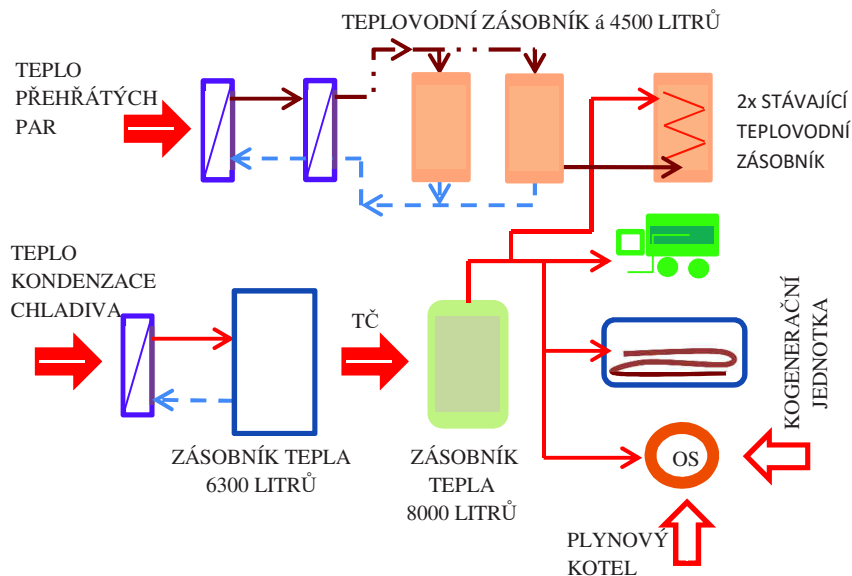 TEPLOVODNÍ ZÁSOBNÍK á 4500 LITRŮ
TEPLO
PŘEHŘÁTÝCH
PAR
2x STÁVAJÍCÍ
TEPLOVODNÍ
ZÁSOBNÍK
TEPLO
KONDENZACE
CHLADIVA
TČ
KOGENERAČNÍ
JEDNOTKA
ZÁSOBNÍK TEPLA
6300 LITRŮ
ZÁSOBNÍK
TEPLA
8000 LITRŮ
OS
PLYNOVÝ
KOTEL